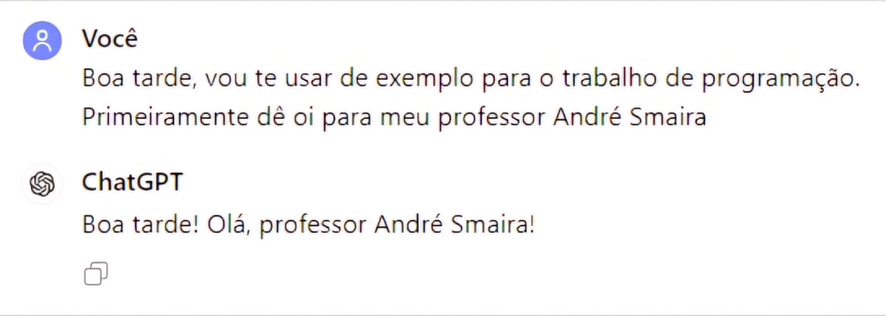 Você
Boa tarde, vou te usar de exemplo para o trabalho de programação.
Primeiramente dê oi para meu professor André Smaira
ChatGPT
Boa tarde! Olá, professor André Smaira!